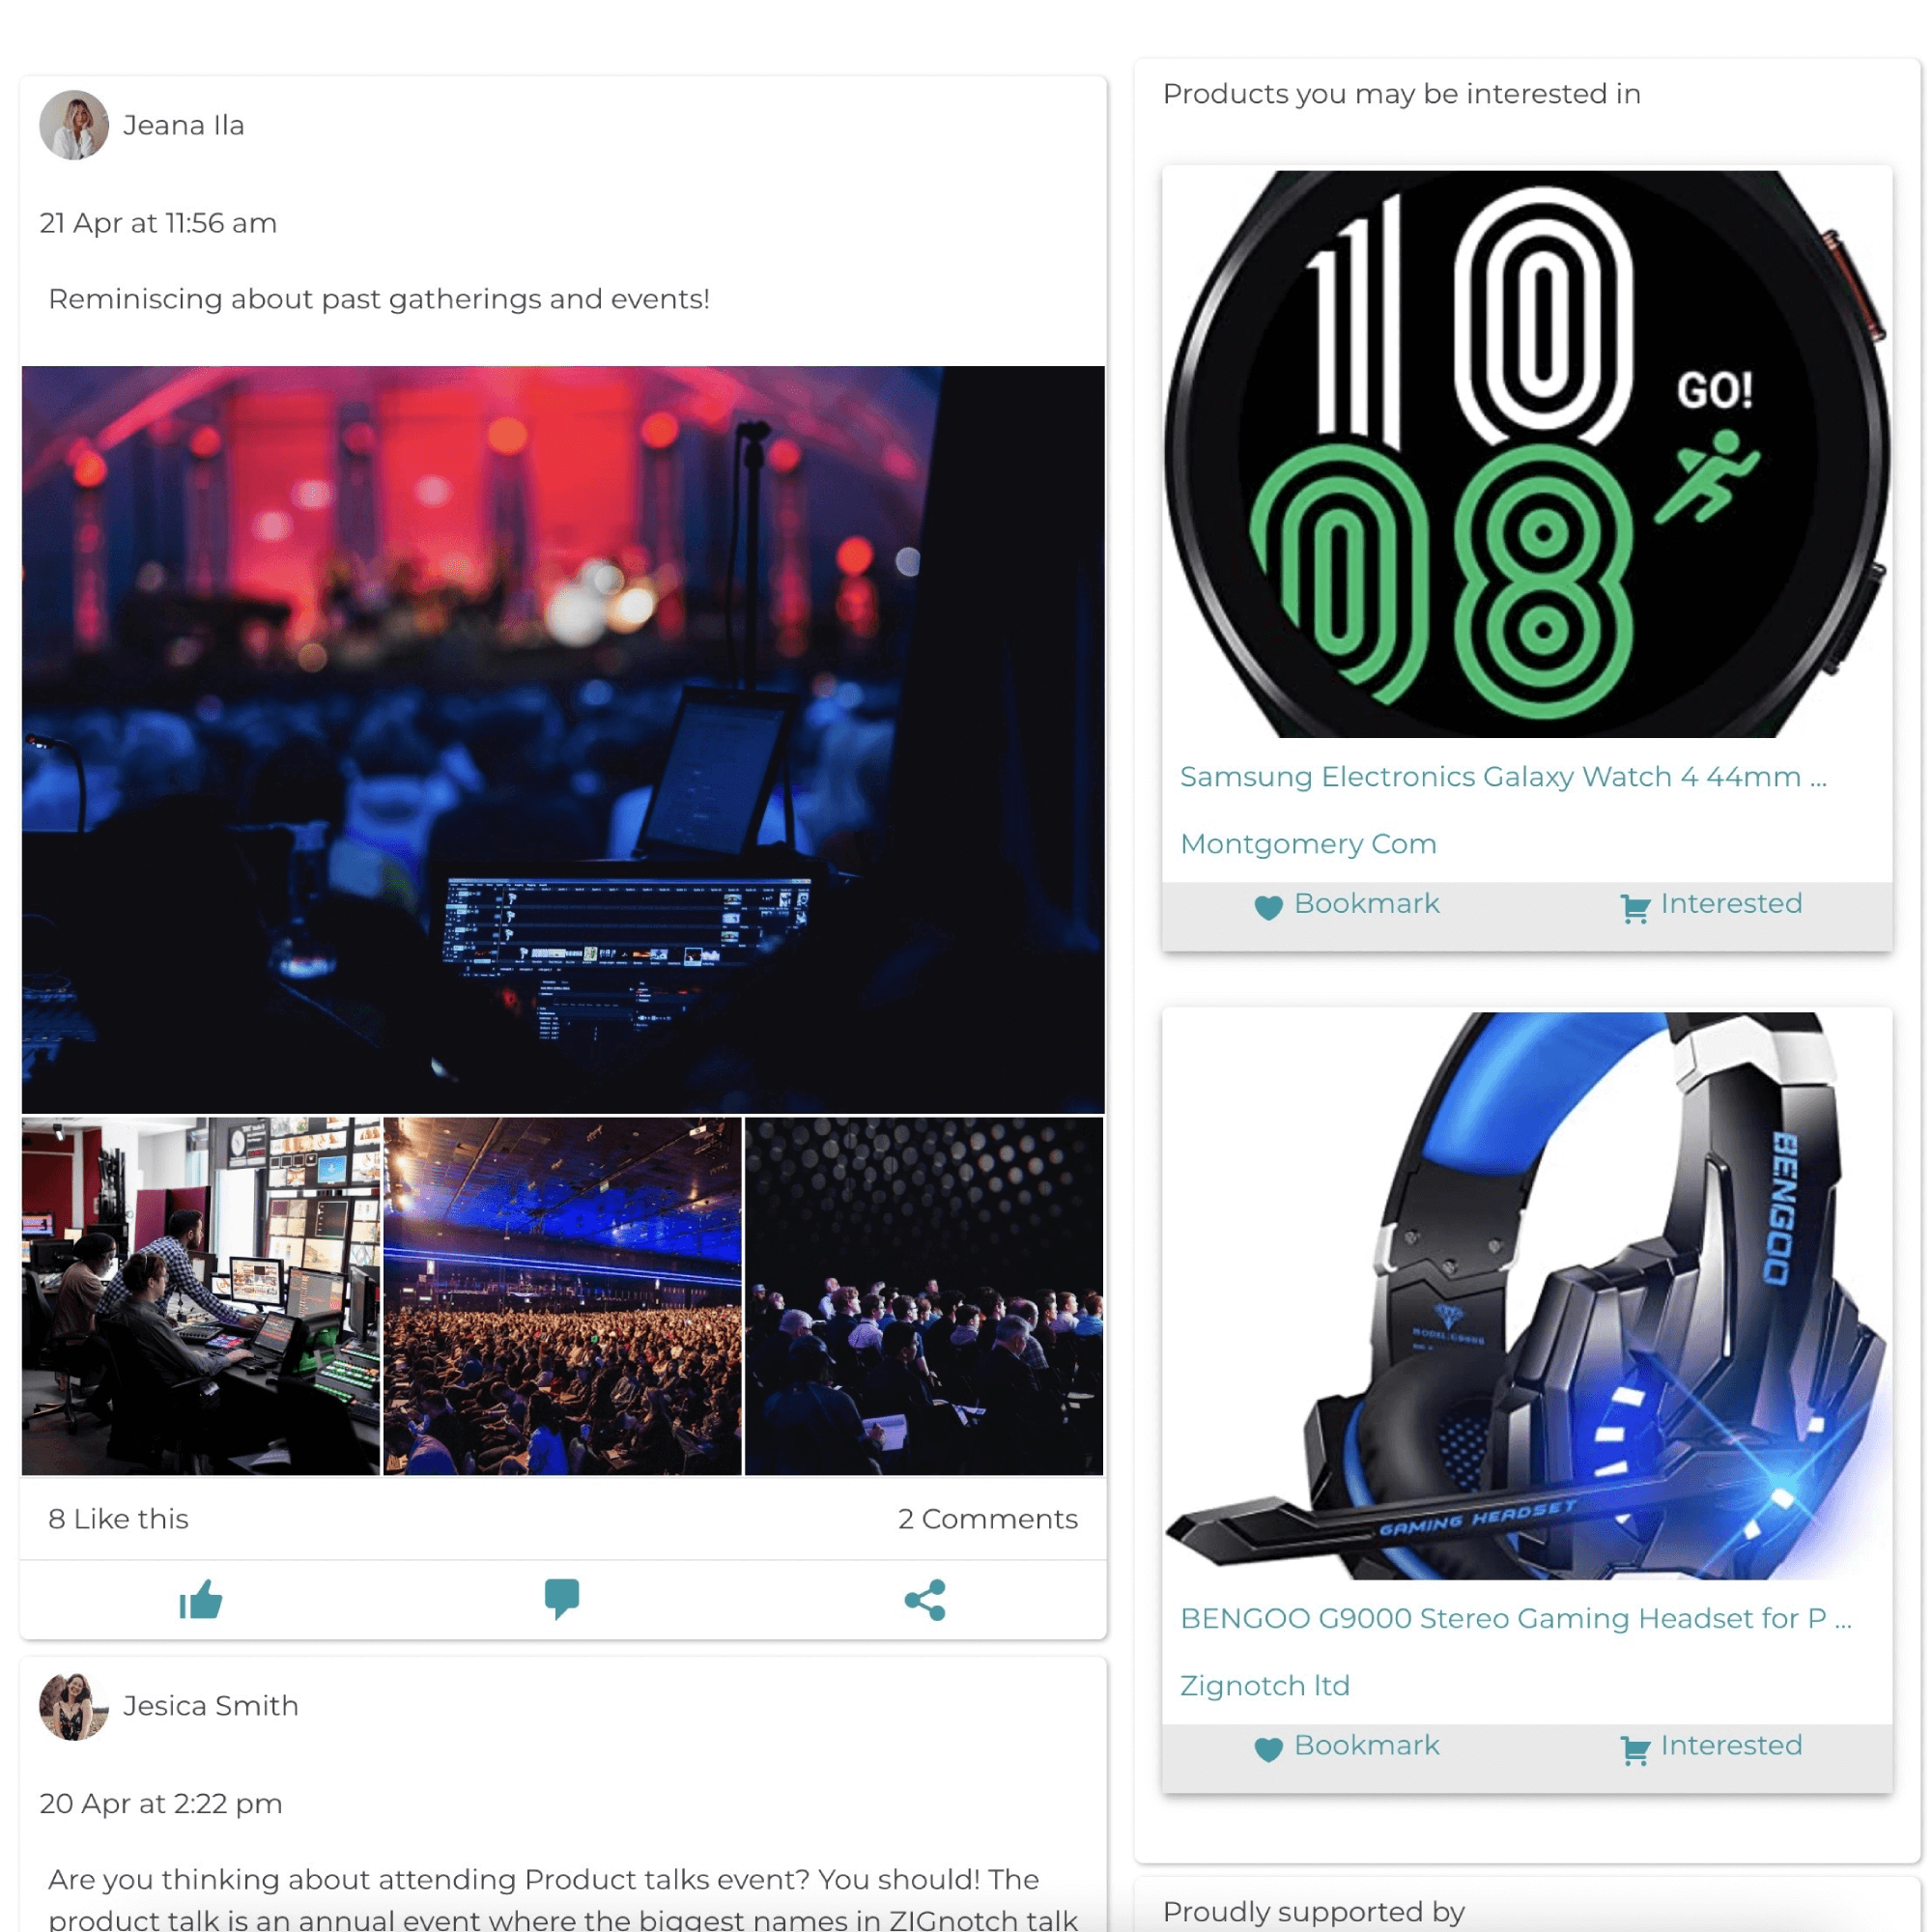 Jeana Ila
21 Apr at 11:56 am
Reminiscing about past gatherings and events!
8 Like this
2 Comments
Jesica Smith
20 Apr at 2:22 pm
Are you thinking about attending Product talks event? You should! The
product talk is an annual event where the biggest names in ZIGnotch talk
Products you may be interested in
10
GO!
08
Samsung Electronics Galaxy Watch 4 44mm ...
Montgomery Com
Bookmark
Interested
BENGOO
MODEL:G9000
GAMING HEADSET
BENGOO G9000 Stereo Gaming Headset for P ...
Zignotch ltd
Bookmark
Interested
Proudly supported by